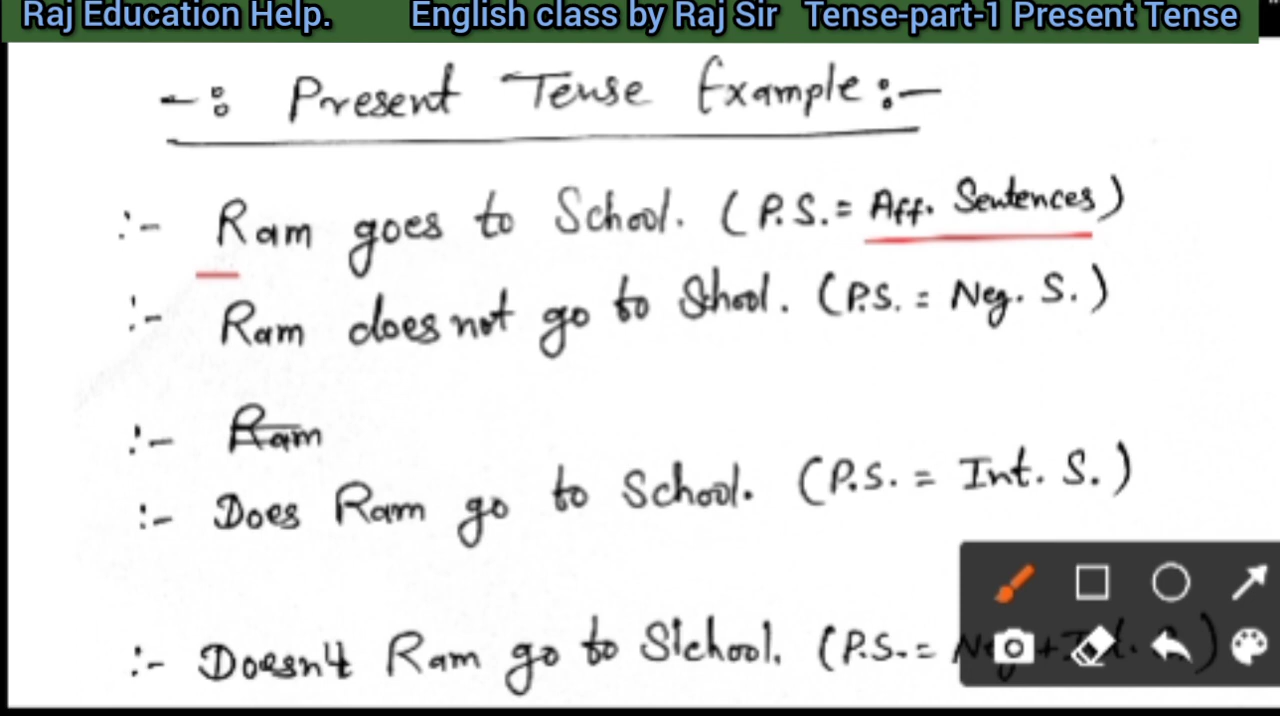 Raj Education Help. English class by Raj Sir Tense-part-1 Present Tense
-: Present Tense Example :-
:- Ram goes to School. (P.S. = Aff. Sentences)
:- Ram does not go to School. (P.S. = Neg. S.)
:- Ram
:- Does Ram go to School. (P.S. = Int. S.)
:- Doesn't Ram go to School. (P.S. =